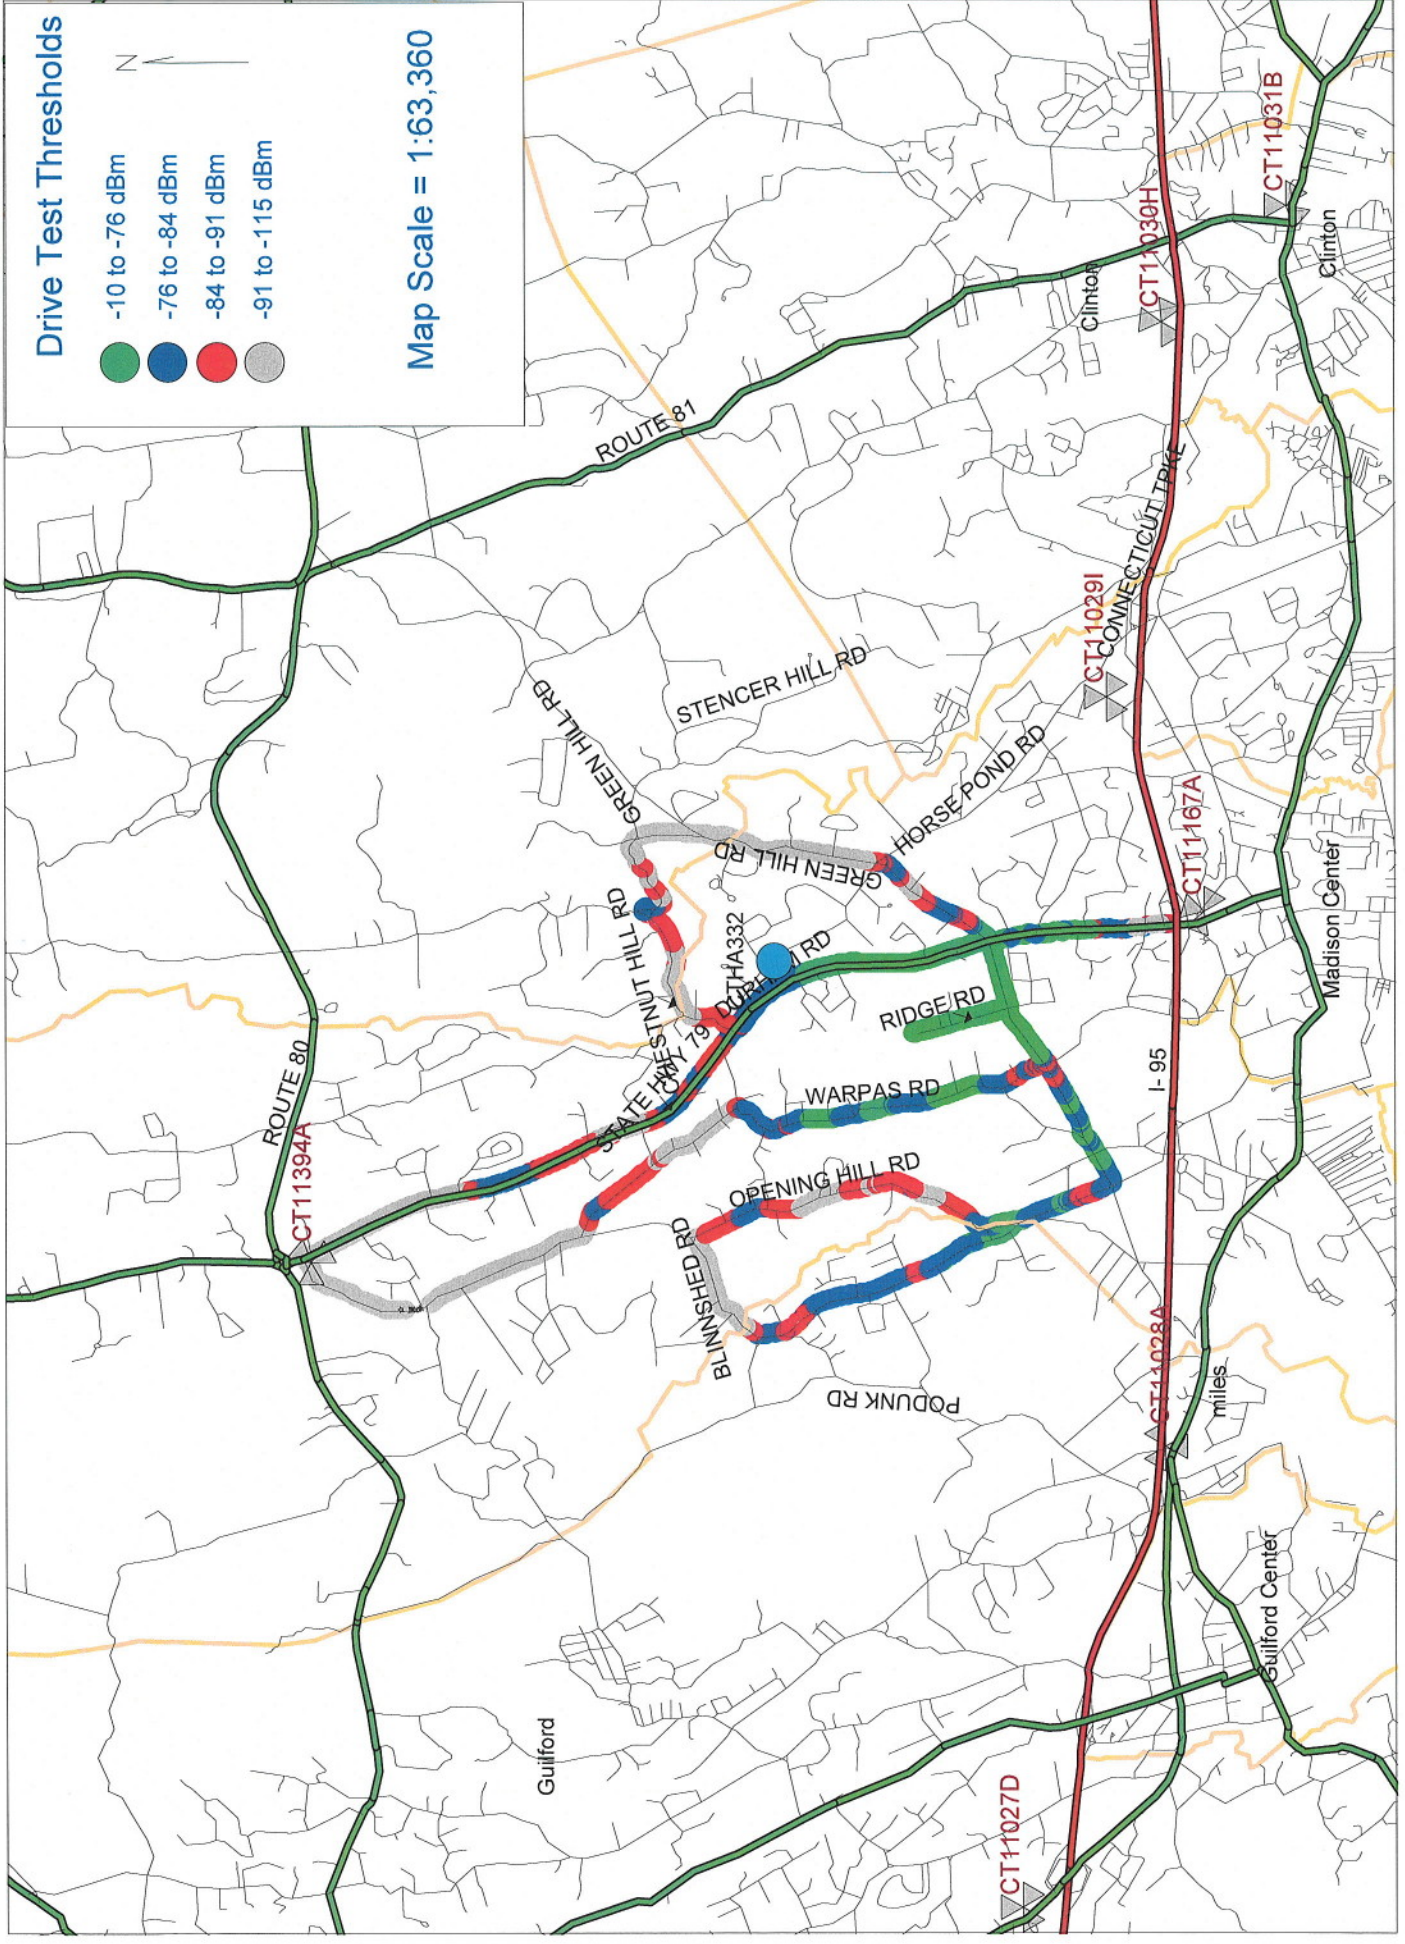 Drive Test Thresholds
N
-10 to -76 dBm
-76 to -84 dBm
-84 to -91 dBm
-91 to -115 dBm
Map Scale = 1:63,360
ROUTE 81
ROUTE 80
CT11394A
GREEN HILL RD
STENCER HILL RD
CHESTNUT HILL RD
STATE HWY 79
DURHAM RD
GREEN HILL RD
HORSE POND RD
RIDGE RD
WARPAS RD
OPENING HILL RD
BLINNSHED RD
PODUNK RD
CONNECTICUT TPKE
I-95
CT11031B
CT11030H
CT11029I
CT11167A
CT11028A
CT11027D
Clinton
Clinton
Madison Center
miles
Guilford Center
Guilford